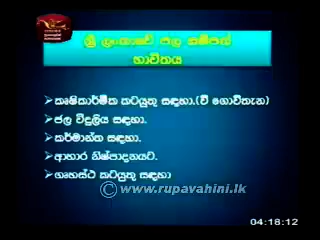 ශ්‍රී ලංකාවේ ජල සම්පත්
භාවිතය
කෘෂිකාර්මික කටයුතු සඳහා.(වී ගොවිතැන)
ජල විදුලිය සඳහා.
කර්මාන්ත සඳහා.
ආහාර නිෂ්පාදනයට.
ගෘහස්ථ කටයුතු සඳහා
©www.rupavahini.lk
04:18:12